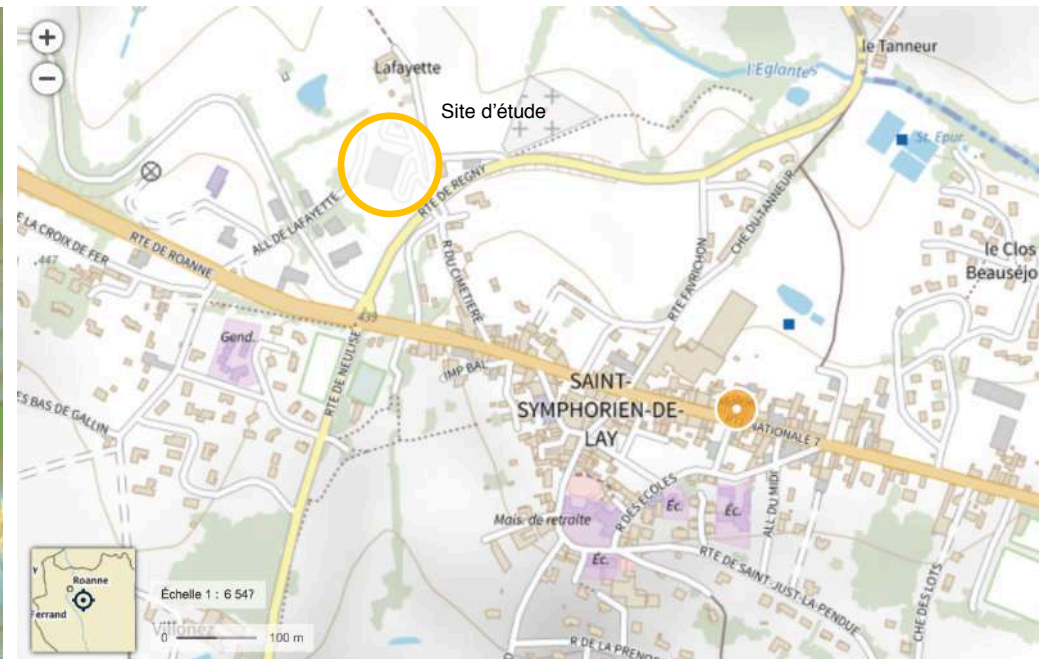 +
−
Lafayette
le Tanneur
l'Eglantes
Site d'étude
St. Epur.
RTE DE REGNY
ALL DE LAFAYETTE
CHE DU TANNEUR
E LA CROIX DE FER
RTE DE ROANNE
447
le Clos
Beauséjo
RTE FAVRICHON
R DU CIMETIERE
439
Gend.
RTE DE NEULISE
IMP BAL
SAINT-
SYMPHORIEN-DE-
LAY
NATIONALE 7
ES BAS DE GALLIN
Mais. de retraite
R DES ÉCOLES
Éc.
Éc.
Éc.
ALL DU MIDI
RTE DE SAINT-JUST-LA-PENDUE
CHE DES LOTS
y
Roanne
Ferrand
Échelle 1 : 6 547
0 100 m
R DE LA PRENO